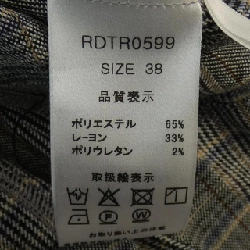 RDTR0599
SIZE 38
品質表示
ポリエステル 65%
レーヨン 33%
ポリウレタン 2%
取扱絵表示